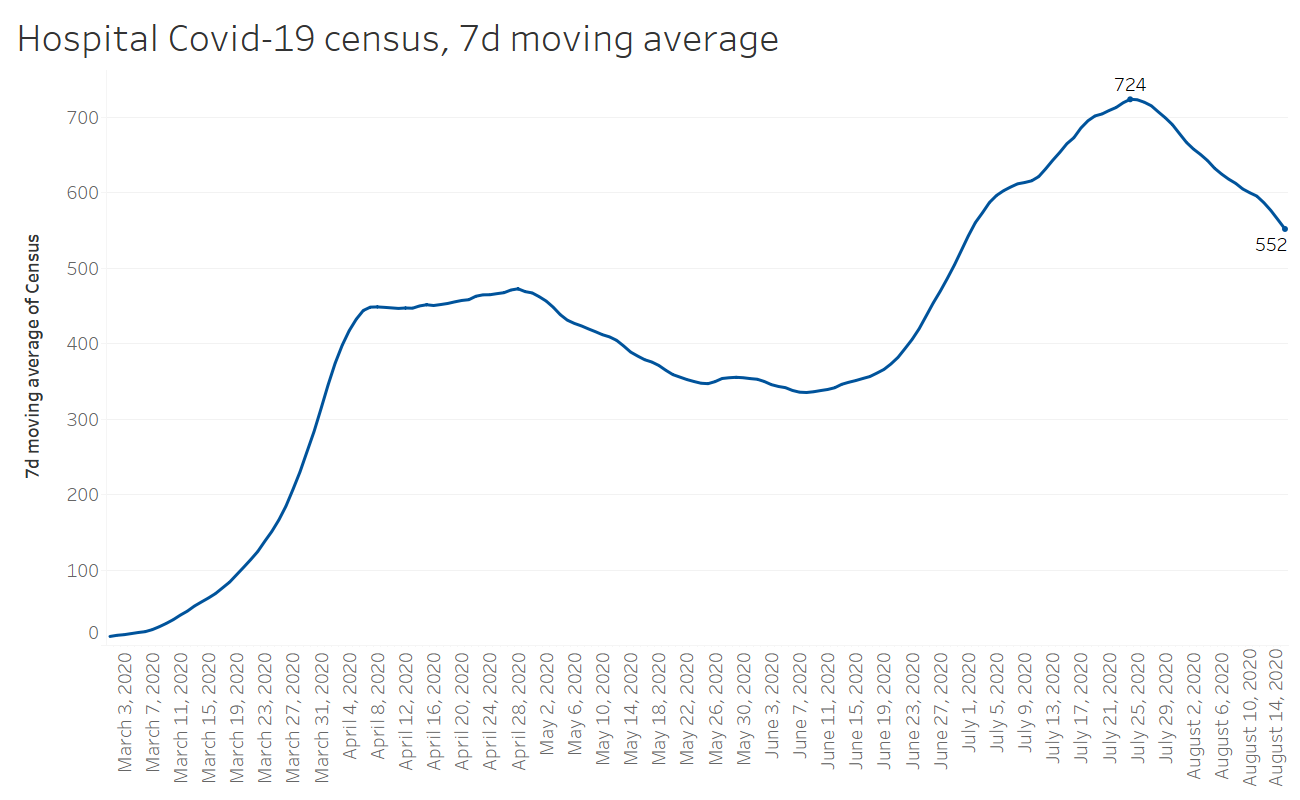 Hospital Covid-19 census, 7d moving average
7d moving average of Census
700
600
500
400
300
200
100
0
724
552
March 3, 2020
March 7, 2020
March 11, 2020
March 15, 2020
March 19, 2020
March 23, 2020
March 27, 2020
March 31, 2020
April 4, 2020
April 8, 2020
April 12, 2020
April 16, 2020
April 20, 2020
April 24, 2020
April 28, 2020
May 2, 2020
May 6, 2020
May 10, 2020
May 14, 2020
May 18, 2020
May 22, 2020
May 26, 2020
May 30, 2020
June 3, 2020
June 7, 2020
June 11, 2020
June 15, 2020
June 19, 2020
June 23, 2020
June 27, 2020
July 1, 2020
July 5, 2020
July 9, 2020
July 13, 2020
July 17, 2020
July 21, 2020
July 25, 2020
July 29, 2020
August 2, 2020
August 6, 2020
August 10, 2020
August 14, 2020